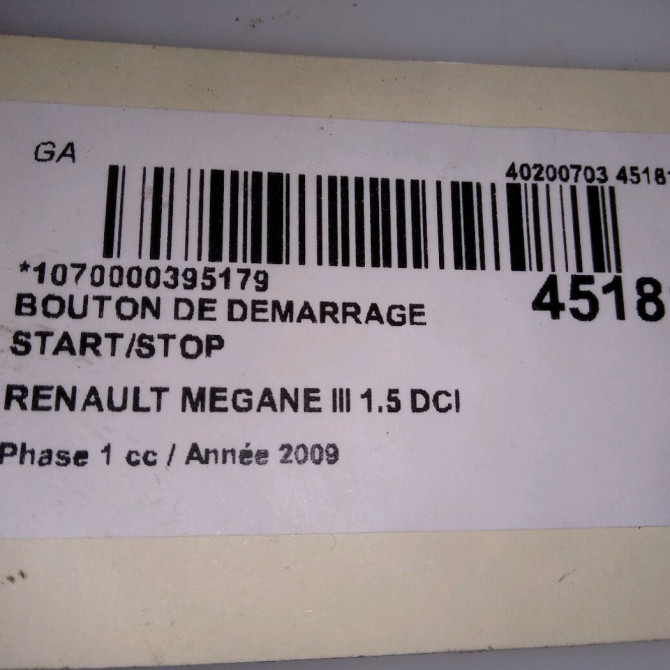 GA
40200703 4518
*1070000395179
4518
BOUTON DE DEMARRAGE
START/STOP
RENAULT MEGANE III 1.5 DCI
Phase 1 cc / Année 2009